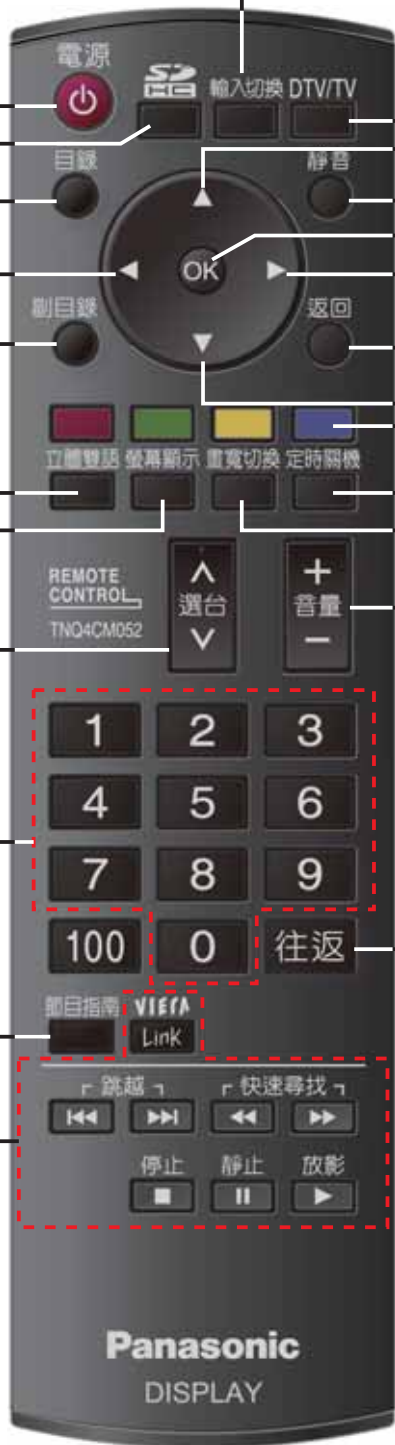 電源
SD HC 輸入切換 DTV/TV
目錄 靜音
OK
副目錄 返回
立體雙語 螢幕顯示 畫寬切換 定時關機
REMOTE
CONTROL
TNQ4CM052
選台
+
音量
-
1 2 3
4 5 6
7 8 9
100 0 往返
節目指南 VIERA
Link
跳越 快速尋找
停止 靜止 放影
Panasonic
DISPLAY